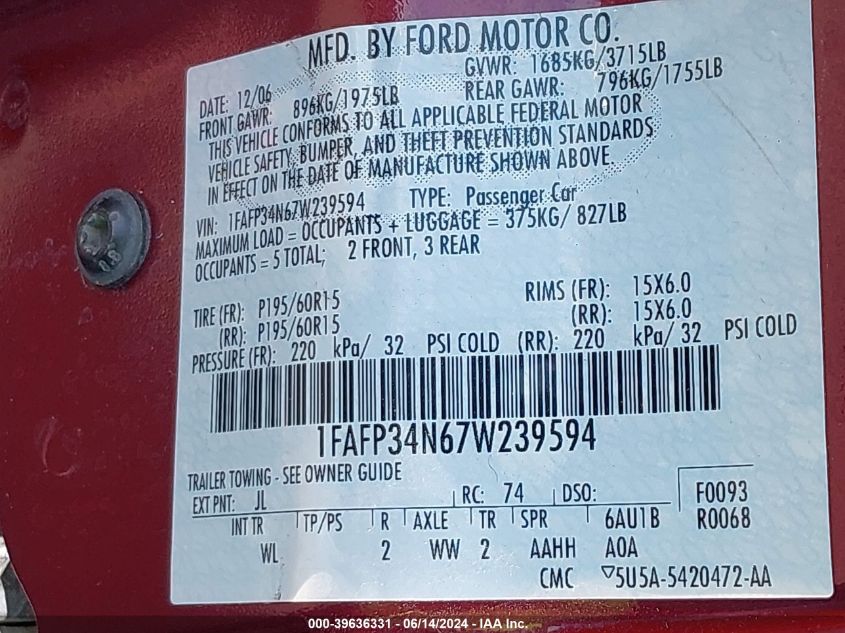 MFD. BY FORD MOTOR CO.
DATE: 12/06 GVWR: 1685KG/3715LB
FRONT GAWR: 896KG/1975LB REAR GAWR: 796KG/1755LB
THIS VEHICLE CONFORMS TO ALL APPLICABLE FEDERAL MOTOR
VEHICLE SAFETY, BUMPER, AND THEFT PREVENTION STANDARDS
IN EFFECT ON THE DATE OF MANUFACTURE SHOWN ABOVE.
VIN: 1FAFP34N67W239594 TYPE: Passenger Car
MAXIMUM LOAD = OCCUPANTS + LUGGAGE = 375KG/ 827LB
OCCUPANTS = 5 TOTAL; 2 FRONT, 3 REAR
TIRE (FR): P195/60R15 RIMS (FR): 15X6.0
(RR): P195/60R15 (RR): 15X6.0
PRESSURE (FR): 220 kPa/ 32 PSI COLD (RR): 220 kPa/ 32 PSI COLD
1FAFP34N67W239594
TRAILER TOWING - SEE OWNER GUIDE
EXT PNT: JL RC: 74 DSO: F0093
INT TR TP/PS R AXLE TR SPR 6AU1B R0068
WL 2 WW 2 AAHH AOA
CMC ▽5U5A-5420472-AA
000-39636331 - 06/14/2024 - IAA Inc.